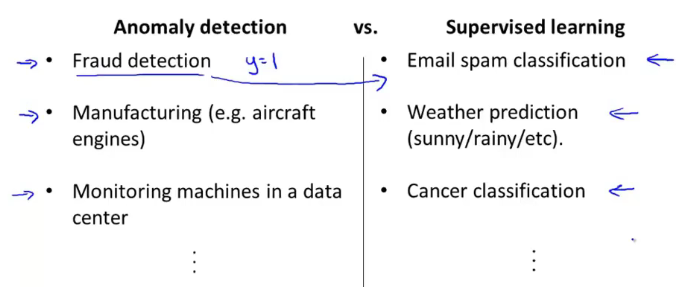 Anomaly detection vs. Supervised learning
• Fraud detection y=1
• Manufacturing (e.g. aircraft
engines)
• Monitoring machines in a data
center
• Email spam classification
• Weather prediction
(sunny/rainy/etc).
• Cancer classification